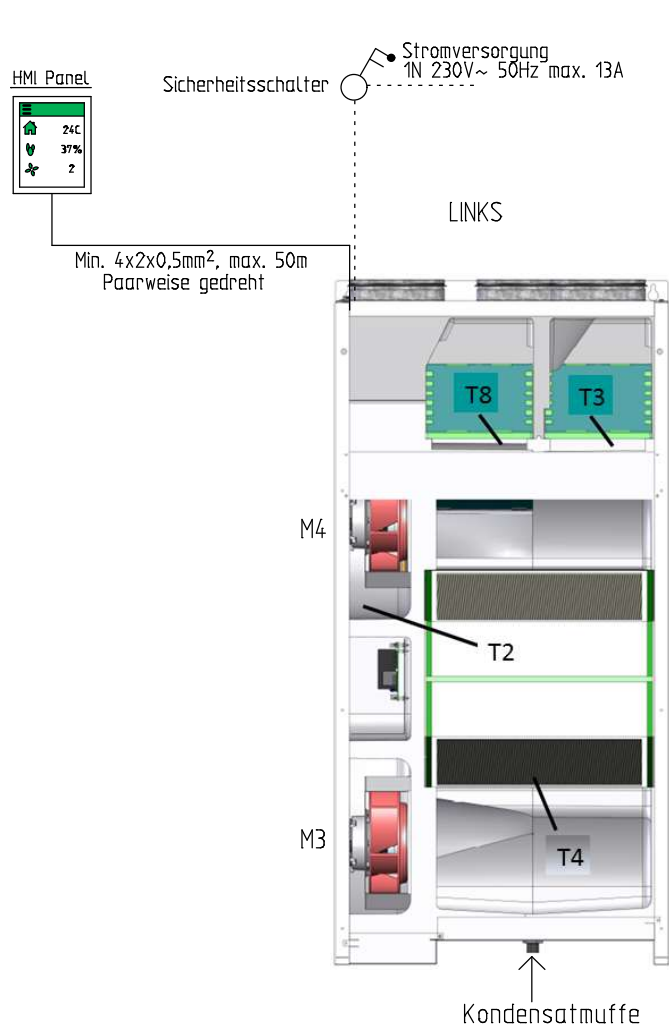 Stromversorgung
1N 230V~ 50Hz max. 13A
Sicherheitsschalter
HMI Panel
24C
37%
2
LINKS
Min. 4x2x0,5mm², max. 50m
Paarweise gedreht
T8
T3
M4
T2
M3
T4
Kondensatmuffe